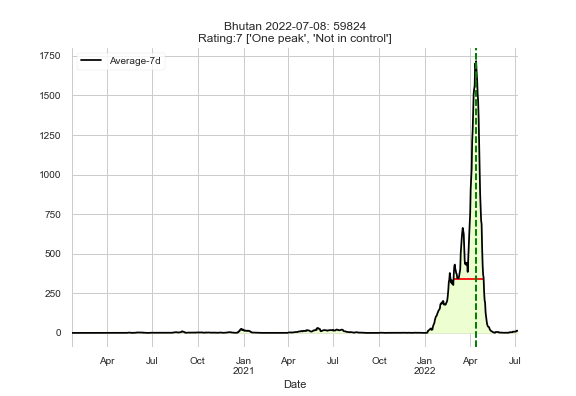 Bhutan 2022-07-08: 59824
Rating:7 ['One peak', 'Not in control']
Average-7d
1750
1500
1250
1000
750
500
250
0
Apr Jul Oct Jan Apr Jul Oct Jan Apr Jul
2021 2022
Date